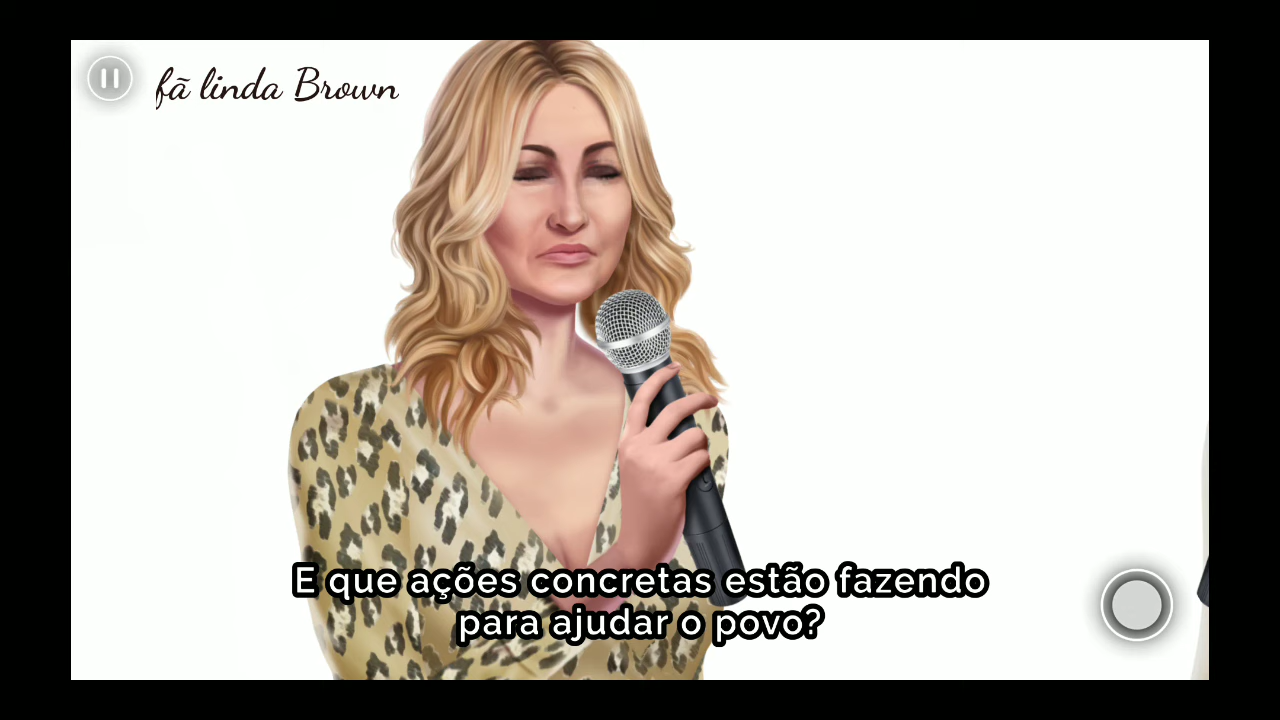 fã linda Brown
E que ações concretas estão fazendo
para ajudar o povo?